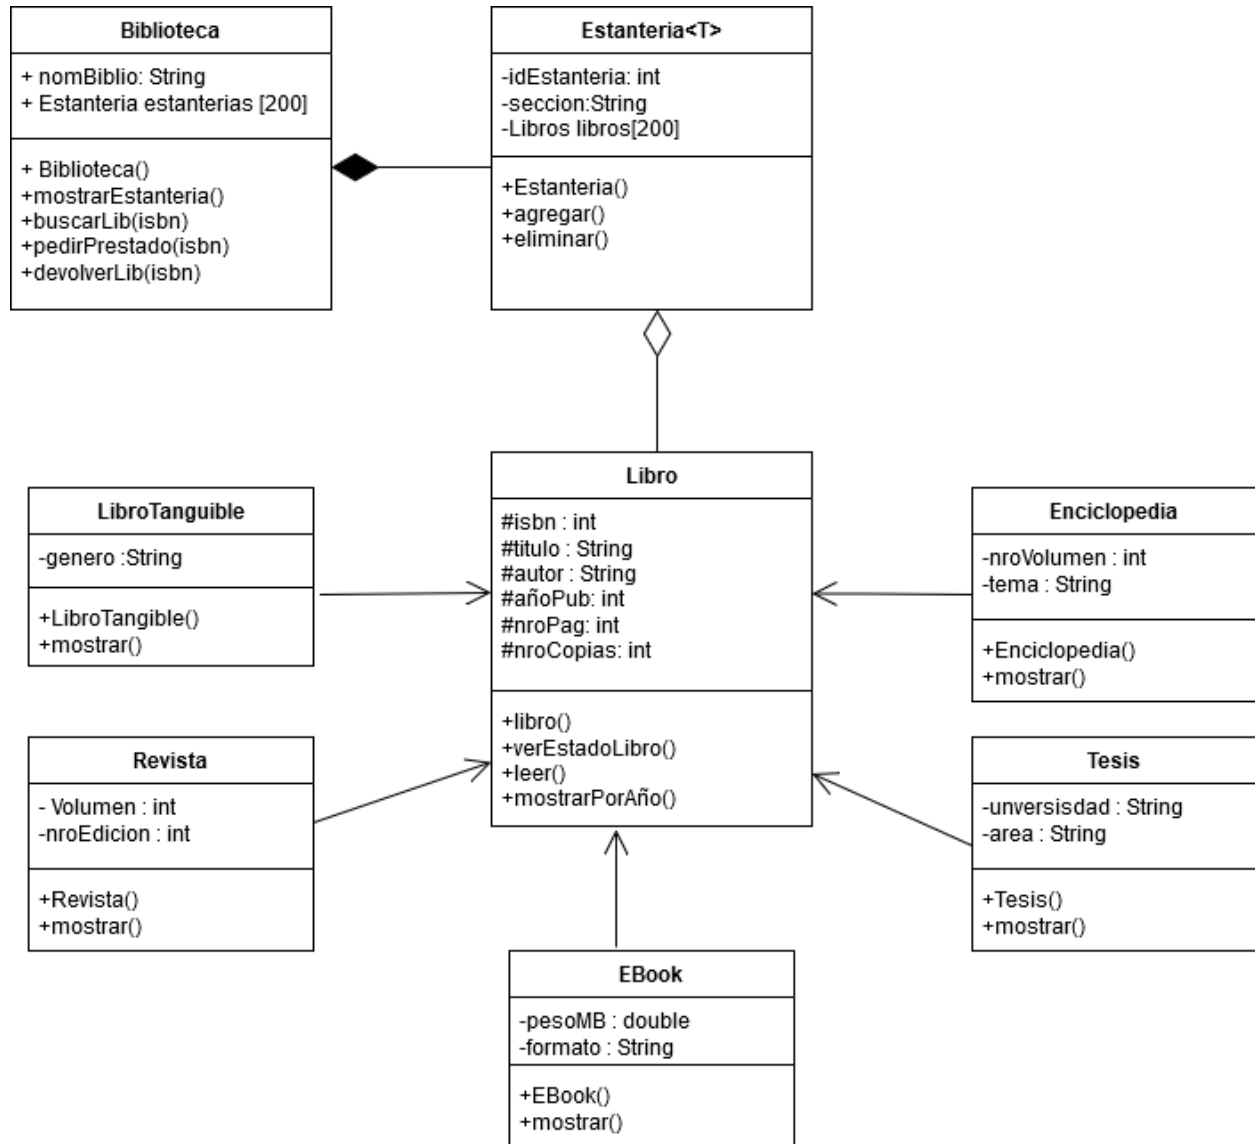 Biblioteca
+ nomBiblio: String
+ Estanteria estanterias [200]
+ Biblioteca()
+mostrarEstanteria()
+buscarLib(isbn)
+pedirPrestado(isbn)
+devolverLib(isbn)
Estanteria<T>
-idEstanteria: int
-seccion:String
-Libros libros[200]
+Estanteria()
+agregar()
+eliminar()
LibroTanguible
-genero :String
+LibroTangible()
+mostrar()
Libro
#isbn : int
#titulo : String
#autor : String
#añoPub: int
#nroPag: int
#nroCopias: int
+libro()
+verEstadoLibro()
+leer()
+mostrarPorAño()
Enciclopedia
-nroVolumen : int
-tema : String
+Enciclopedia()
+mostrar()
Revista
- Volumen : int
-nroEdicion : int
+Revista()
+mostrar()
Tesis
-unversisdad : String
-area : String
+Tesis()
+mostrar()
EBook
-pesoMB : double
-formato : String
+EBook()
+mostrar()